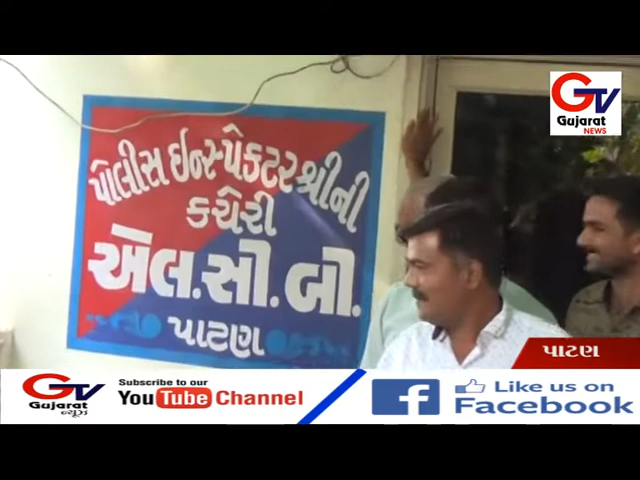 GTV
Gujarat
NEWS
પોલીસ ઇન્સ્પેક્ટરશ્રીની
કચેરી
એલ.સી.બી.
પાટણ
પાટણ
GTV
Gujarat
ન્યૂઝ
Subscribe to our
YouTube Channel
f
Like us on
Facebook